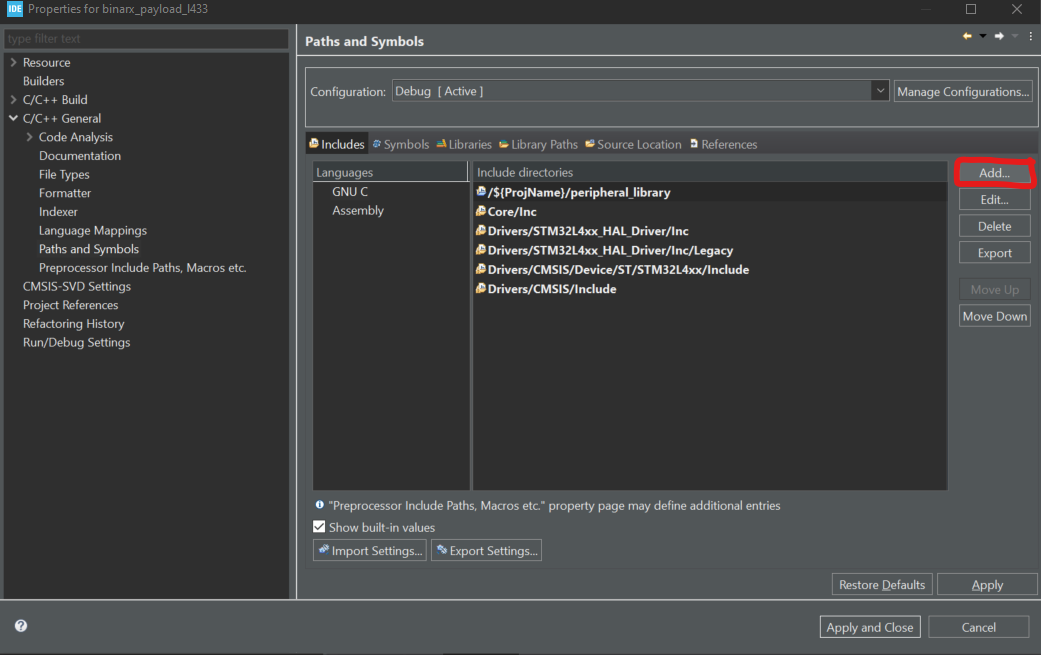 IDE Properties for binarx_payload_l433
type filter text
Resource
Builders
C/C++ Build
C/C++ General
Code Analysis
Documentation
File Types
Formatter
Indexer
Language Mappings
Paths and Symbols
Preprocessor Include Paths, Macros etc.
CMSIS-SVD Settings
Project References
Refactoring History
Run/Debug Settings
Paths and Symbols
Configuration: Debug [ Active ] Manage Configurations...
Includes Symbols Libraries Library Paths Source Location References
Languages
GNU C
Assembly
Include directories
/${ProjName}/peripheral_library
Core/Inc
Drivers/STM32L4xx_HAL_Driver/Inc
Drivers/STM32L4xx_HAL_Driver/Inc/Legacy
Drivers/CMSIS/Device/ST/STM32L4xx/Include
Drivers/CMSIS/Include
Add...
Edit...
Delete
Export
Move Up
Move Down
"Preprocessor Include Paths, Macros etc." property page may define additional entries
Show built-in values
Import Settings... Export Settings...
Restore Defaults Apply
Apply and Close Cancel